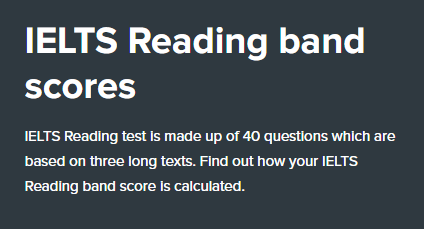 IELTS Reading band
scores
IELTS Reading test is made up of 40 questions which are
based on three long texts. Find out how your IELTS
Reading band score is calculated.